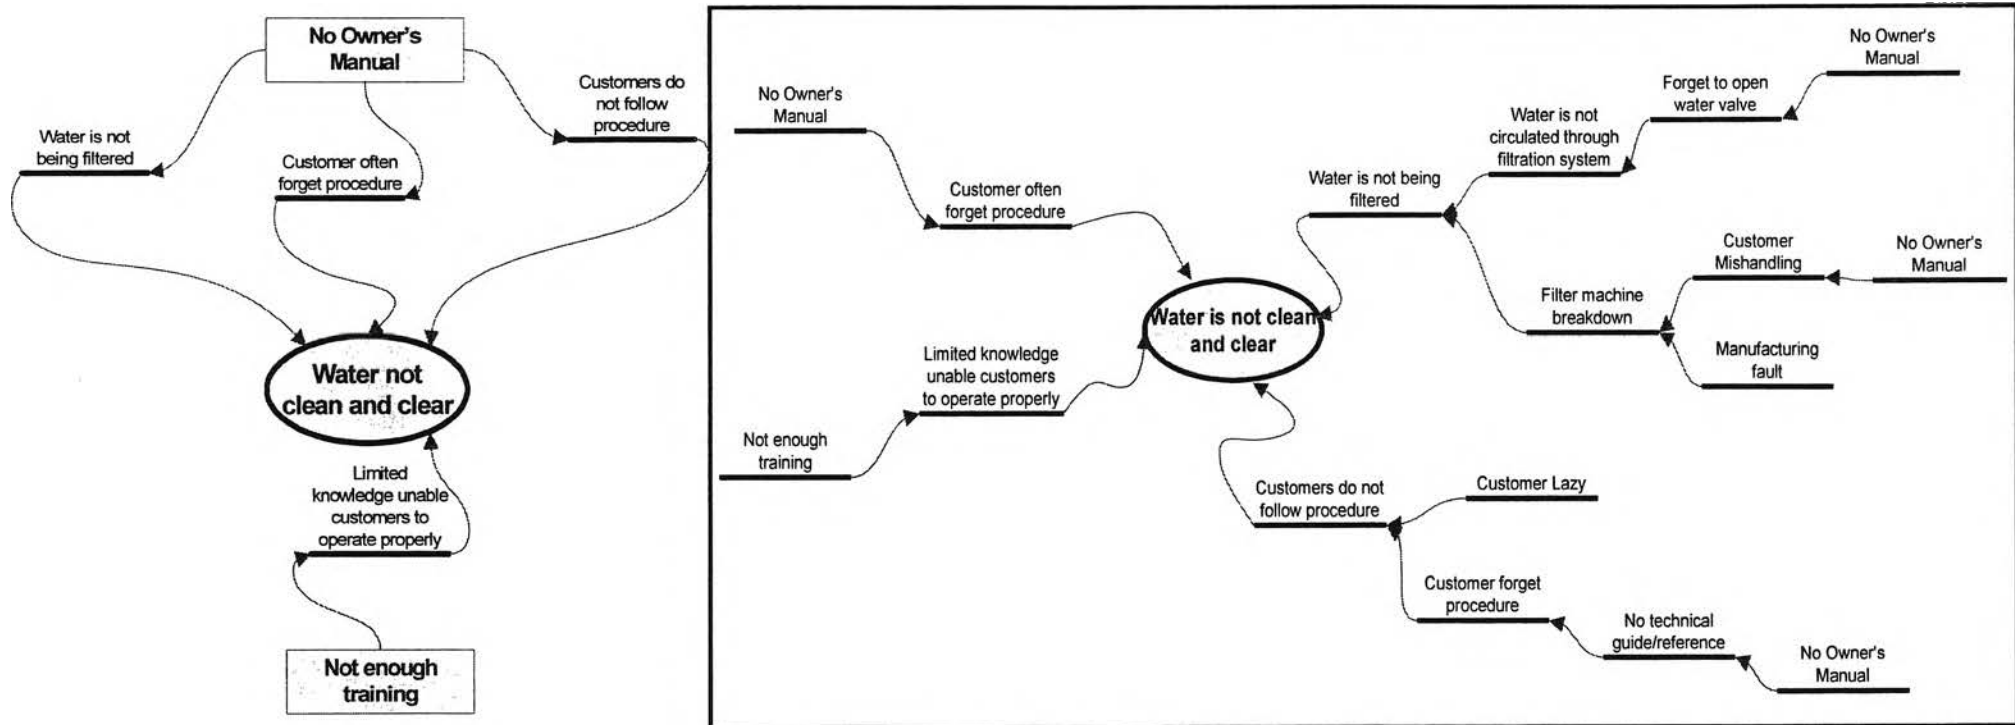 No Owner's
Manual
Customers do
not follow
procedure
Water is not
being filtered
Customer often
forget procedure
Water not
clean and clear
Limited
knowledge unable
customers to
operate properly
Not enough
training
No Owner's
Manual
Customer often
forget procedure
Limited knowledge
unable customers
to operate properly
Not enough
training
Water is not clean
and clear
Water is not being
filtered
Water is not
circulated through
filtration system
Forget to open
water valve
No Owner's
Manual
Filter machine
breakdown
Customer
Mishandling
No Owner's
Manual
Manufacturing
fault
Customers do not
follow procedure
Customer Lazy
Customer forget
procedure
No technical
guide/reference
No Owner's
Manual